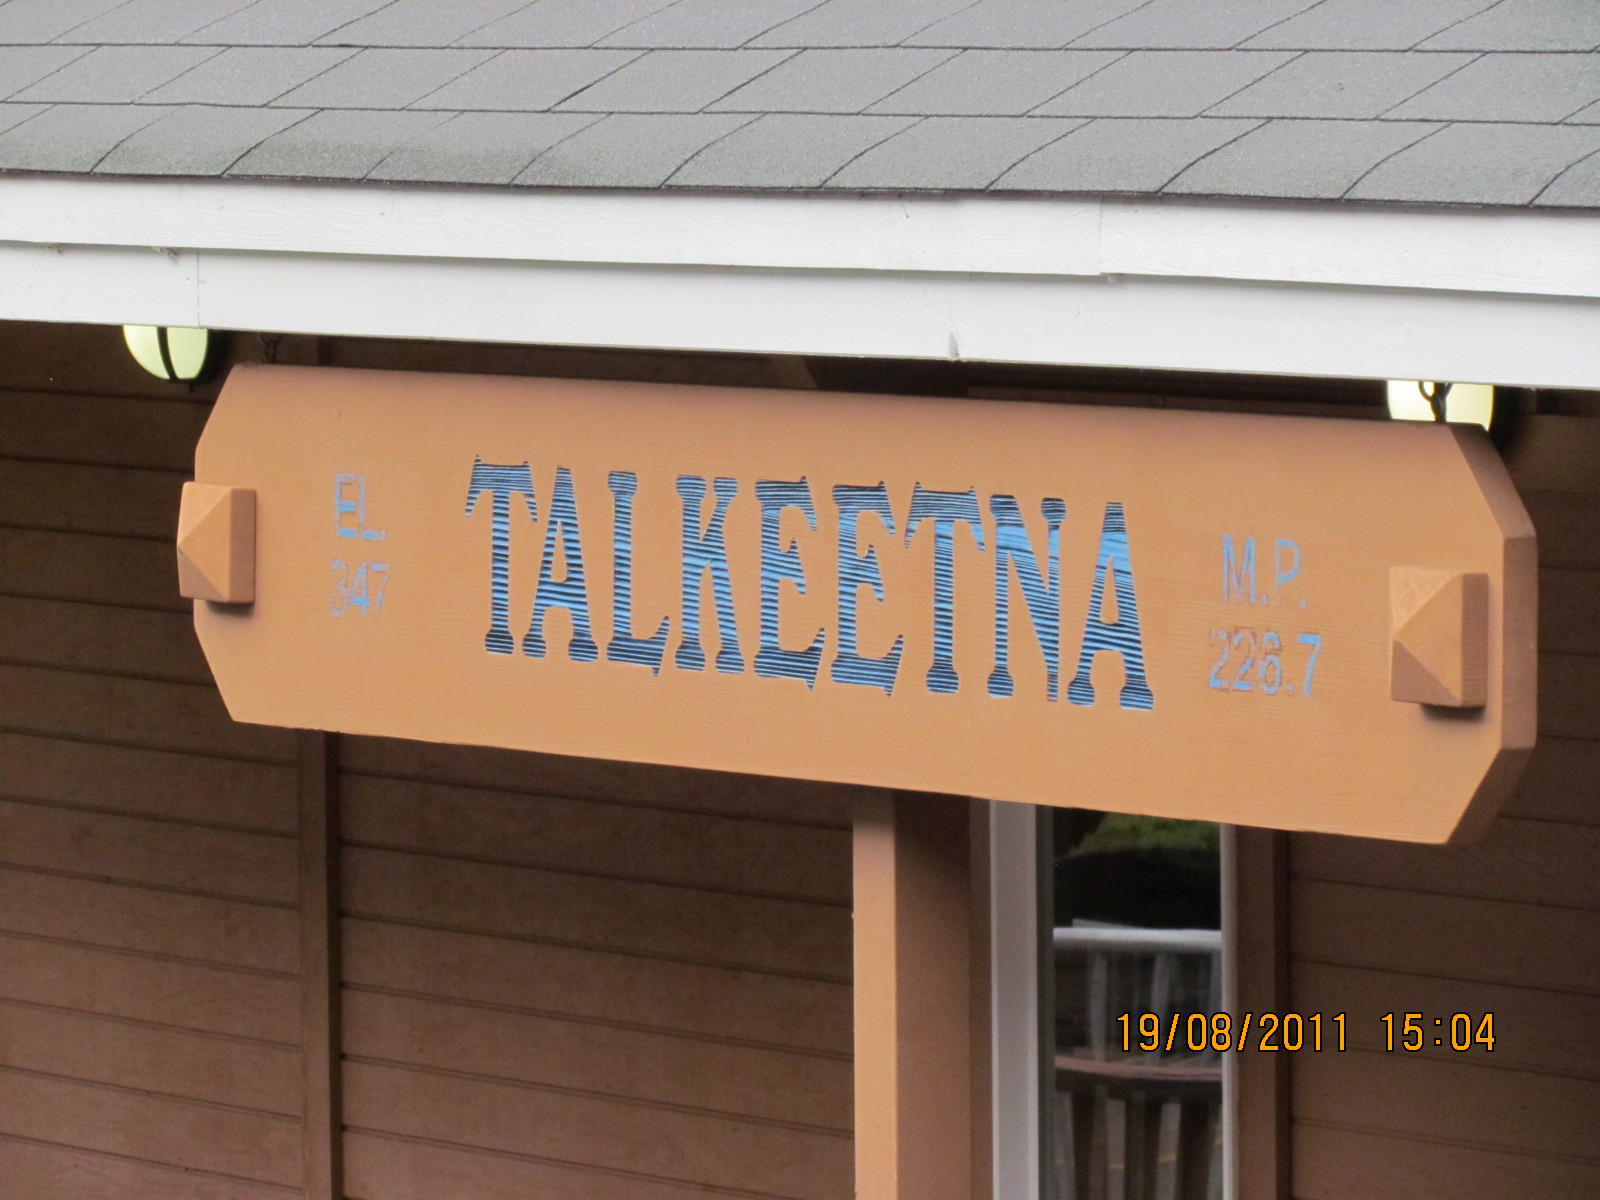 EL.
347
TALKEETNA
M.P.
226.7
19/08/2011 15:04